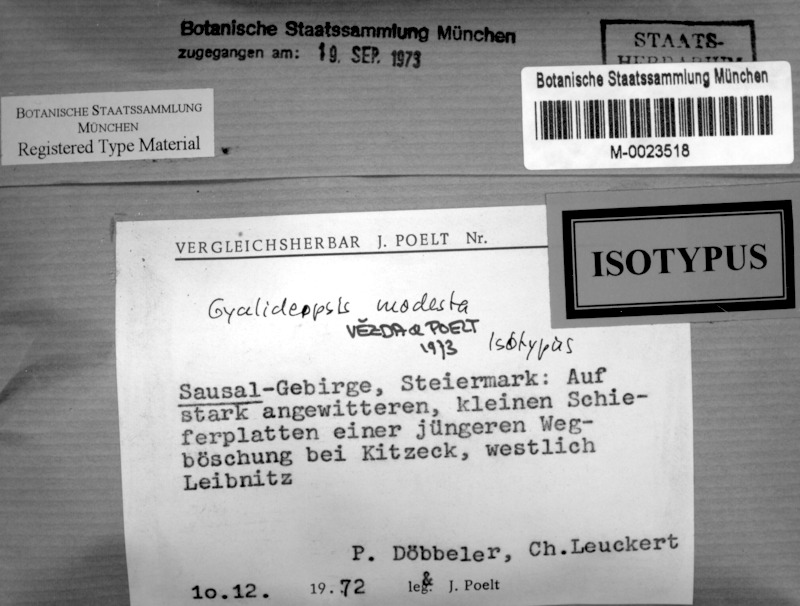 Botanische Staatssammlung München
zugegangen am: 19. SEP. 1973
STAATS-
HERBARIUM
Botanische Staatssammlung München
M-0023518
BOTANISCHE STAATSSAMMLUNG
MÜNCHEN
Registered Type Material
ISOTYPUS
VERGLEICHSHERBAR J. POELT Nr.
Gyalideopsis modesta
VĚZDA & POELT
1973 Isotypus
Sausal-Gebirge, Steiermark: Auf
stark angewitteren, kleinen Schie-
ferplatten einer jüngeren Weg-
böschung bei Kitzeck, westlich
Leibnitz
P. Döbbeler, Ch.Leuckert
1o.12. 19.72 leg. & J. Poelt